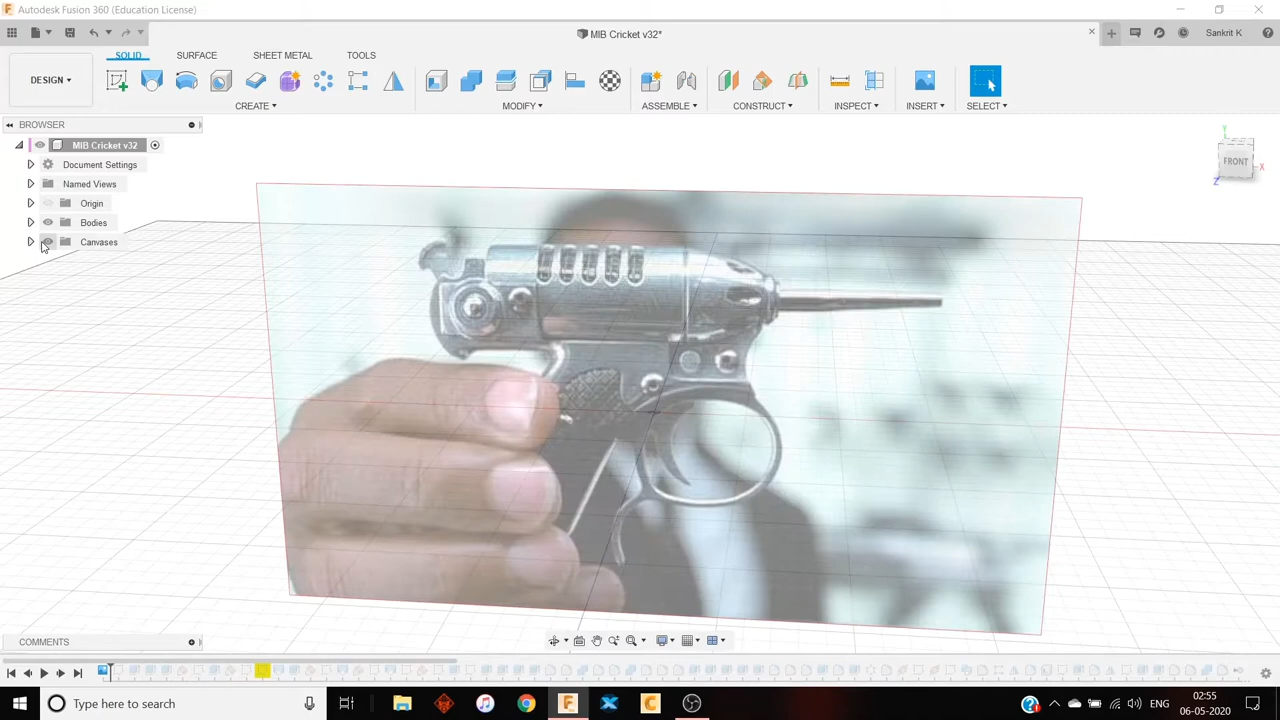 Autodesk Fusion 360 (Education License)
MIB Cricket v32*
Sankrit K
SOLID SURFACE SHEET METAL TOOLS
DESIGN
CREATE MODIFY ASSEMBLE CONSTRUCT INSPECT INSERT SELECT
BROWSER
MIB Cricket v32
Document Settings
Named Views
Origin
Bodies
Canvases
Y
FRONT
X
Z
COMMENTS
Type here to search
ENG
02:55
06-05-2020